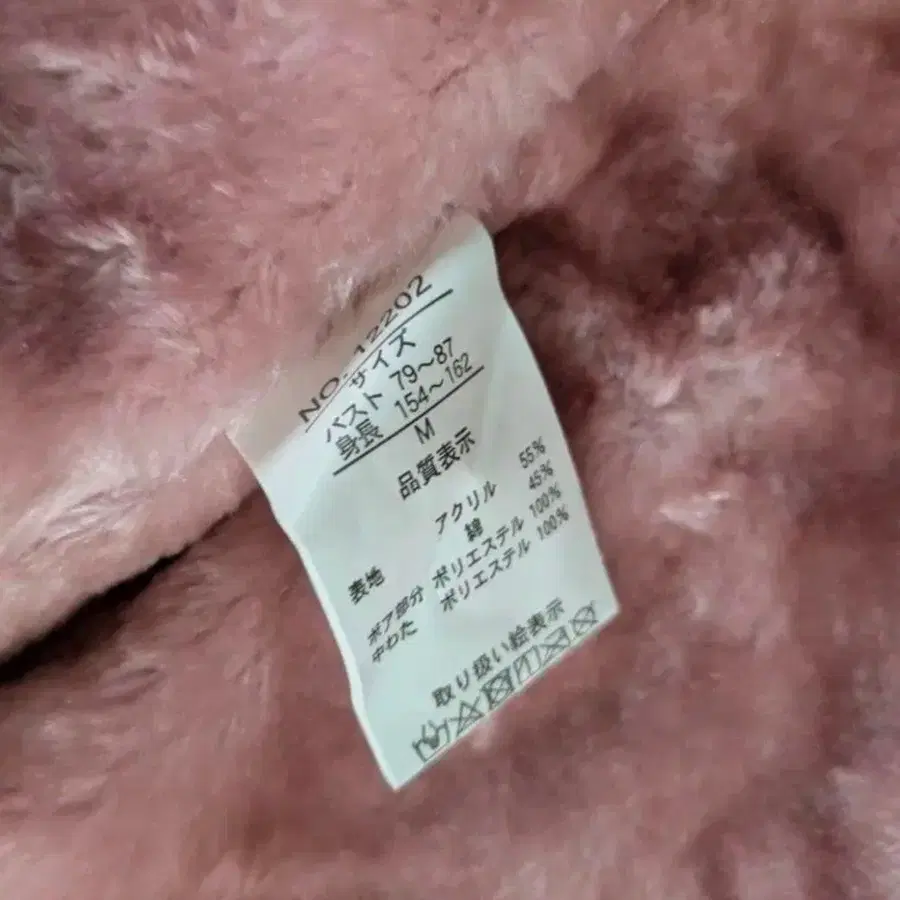 NO.12202
サイズ
バスト 79～87
身長 154～162
M
品質表示
表地 アクリル 55%
綿 45%
ボア部分 ポリエステル 100%
中わた ポリエステル 100%
取り扱い絵表示